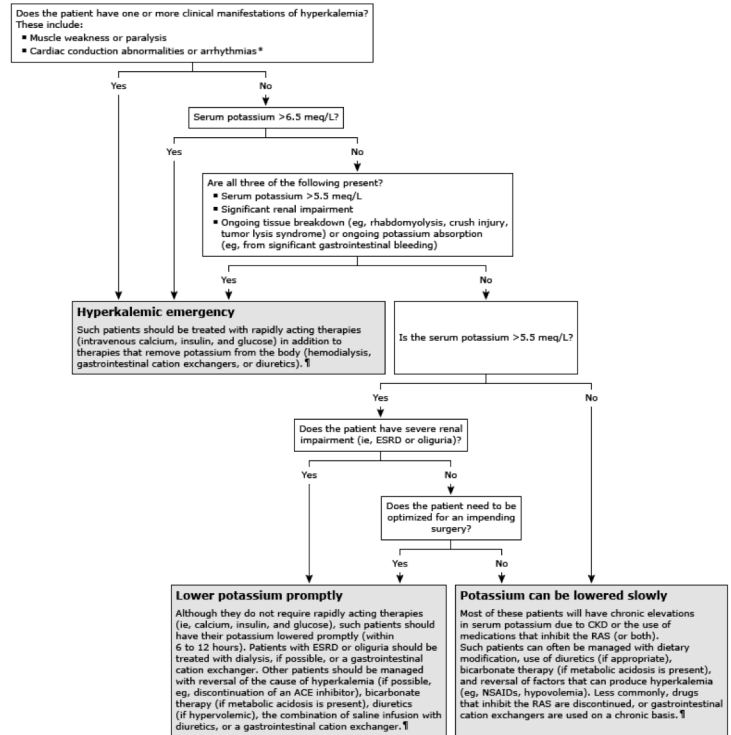 Does the patient have one or more clinical manifestations of hyperkalemia?
These include:
▪ Muscle weakness or paralysis
▪ Cardiac conduction abnormalities or arrhythmias*
Yes
No
Serum potassium >6.5 meq/L?
Yes
No
Are all three of the following present?
▪ Serum potassium >5.5 meq/L
▪ Significant renal impairment
▪ Ongoing tissue breakdown (eg, rhabdomyolysis, crush injury,
tumor lysis syndrome) or ongoing potassium absorption
(eg, from significant gastrointestinal bleeding)
Yes
No
Hyperkalemic emergency
Such patients should be treated with rapidly acting therapies
(intravenous calcium, insulin, and glucose) in addition to
therapies that remove potassium from the body (hemodialysis,
gastrointestinal cation exchangers, or diuretics).¶
Is the serum potassium >5.5 meq/L?
Yes
No
Does the patient have severe renal
impairment (ie, ESRD or oliguria)?
Yes
No
Does the patient need to be
optimized for an impending
surgery?
Yes
No
Lower potassium promptly
Although they do not require rapidly acting therapies
(ie, calcium, insulin, and glucose), such patients should
have their potassium lowered promptly (within
6 to 12 hours). Patients with ESRD or oliguria should be
treated with dialysis, if possible, or a gastrointestinal
cation exchanger. Other patients should be managed
with reversal of the cause of hyperkalemia (if possible,
eg, discontinuation of an ACE inhibitor), bicarbonate
therapy (if metabolic acidosis is present), diuretics
(if hypervolemic), the combination of saline infusion with
diuretics, or a gastrointestinal cation exchanger.¶
Potassium can be lowered slowly
Most of these patients will have chronic elevations
in serum potassium due to CKD or the use of
medications that inhibit the RAS (or both).
Such patients can often be managed with dietary
modification, use of diuretics (if appropriate),
bicarbonate therapy (if metabolic acidosis is present),
and reversal of factors that can produce hyperkalemia
(eg, NSAIDs, hypovolemia). Less commonly, drugs
that inhibit the RAS are discontinued, or gastrointestinal
cation exchangers are used on a chronic basis.¶